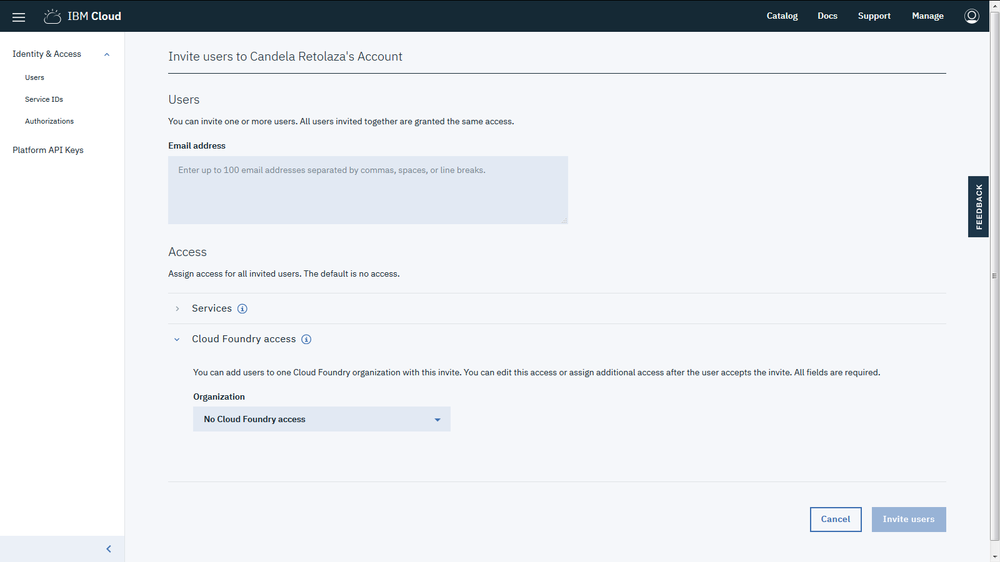 IBM Cloud
Catalog
Docs
Support
Manage
Identity & Access
Users
Service IDs
Authorizations
Platform API Keys
Invite users to Candela Retolaza's Account
Users
You can invite one or more users. All users invited together are granted the same access.
Email address
Enter up to 100 email addresses separated by commas, spaces, or line breaks.
FEEDBACK
Access
Assign access for all invited users. The default is no access.
Services
Cloud Foundry access
You can add users to one Cloud Foundry organization with this invite. You can edit this access or assign additional access after the user accepts the invite. All fields are required.
Organization
No Cloud Foundry access
Cancel
Invite users